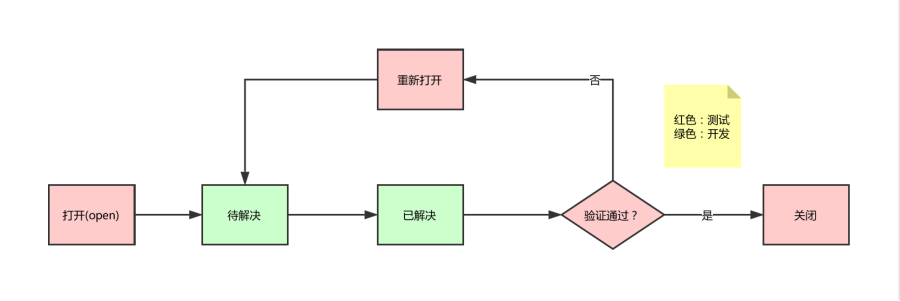 重新打开
否
红色：测试
绿色：开发
打开(open)
待解决
已解决
验证通过？
是
关闭